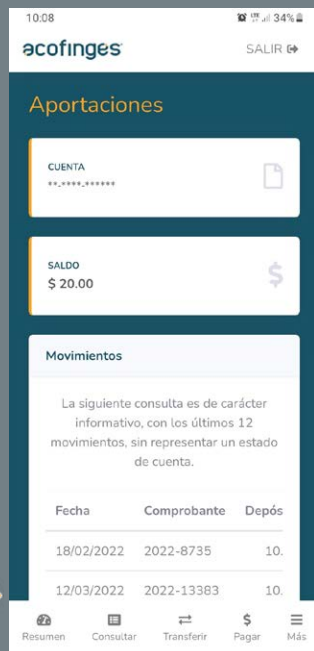 10:08
LTE 34%
acofinges
SALIR
Aportaciones
CUENTA
**-****-******
SALDO
$ 20.00
Movimientos
La siguiente consulta es de carácter
informativo, con los últimos 12
movimientos, sin representar un estado
de cuenta.
Fecha Comprobante Depós
18/02/2022 2022-8735 10.
12/03/2022 2022-13383 10.
Resumen Consultar Transferir Pagar Más